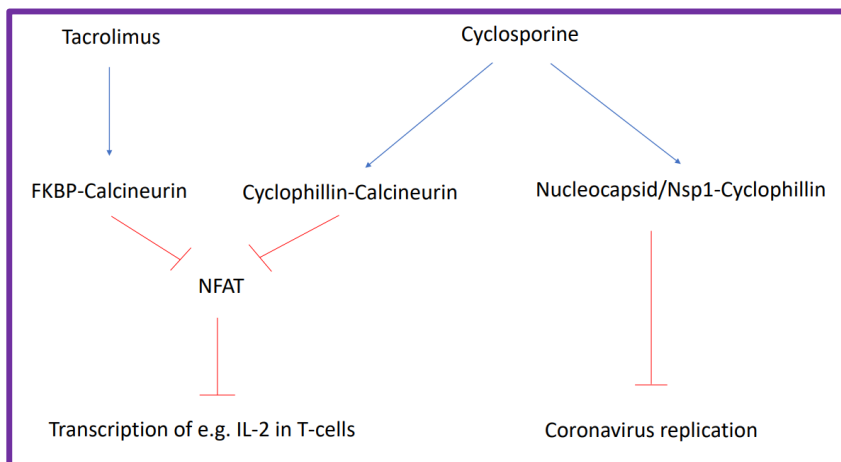 Tacrolimus
Cyclosporine
FKBP-Calcineurin
Cyclophillin-Calcineurin
Nucleocapsid/Nsp1-Cyclophillin
NFAT
Transcription of e.g. IL-2 in T-cells
Coronavirus replication